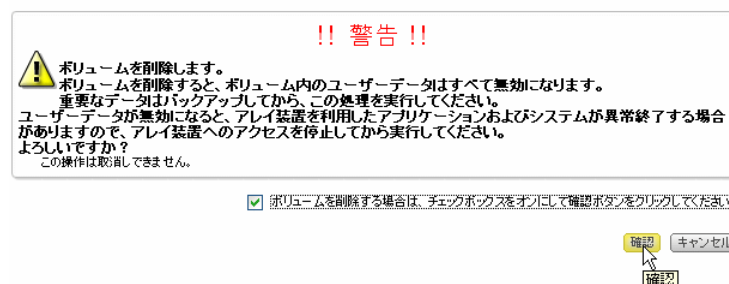 !! 警告 !!
ボリュームを削除します。
ボリュームを削除すると、ボリューム内のユーザーデータはすべて無効になります。
重要なデータはバックアップしてから、この処理を実行してください。
ユーザーデータが無効になると、アレイ装置を利用したアプリケーションおよびシステムが異常終了する場合
がありますので、アレイ装置へのアクセスを停止してから実行してください。
よろしいですか？
この操作は取消しできません。
ボリュームを削除する場合は、チェックボックスをオンにして確認ボタンをクリックしてください
確認 キャンセル
確認